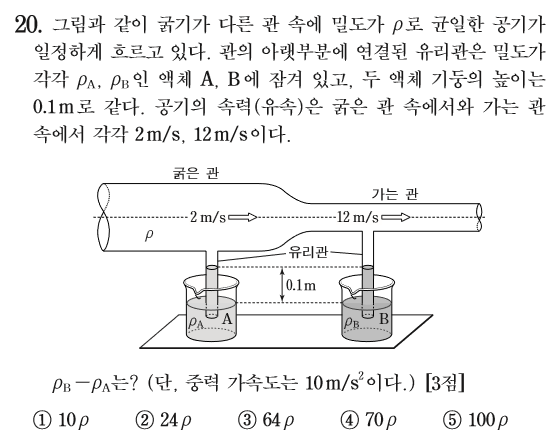 20. 그림과 같이 굵기가 다른 관 속에 밀도가 ρ로 균일한 공기가
일정하게 흐르고 있다. 관의 아랫부분에 연결된 유리관은 밀도가
각각 ρA, ρB인 액체 A, B에 잠겨 있고, 두 액체 기둥의 높이는
0.1m로 같다. 공기의 속력(유속)은 굵은 관 속에서와 가는 관
속에서 각각 2m/s, 12m/s이다.
굵은 관
가는 관
2 m/s
12 m/s
ρ
유리관
0.1m
ρA A
ρB B
ρB－ρA는? (단, 중력 가속도는 10m/s²이다.) [3점]
① 10ρ ② 24ρ ③ 64ρ ④ 70ρ ⑤ 100ρ